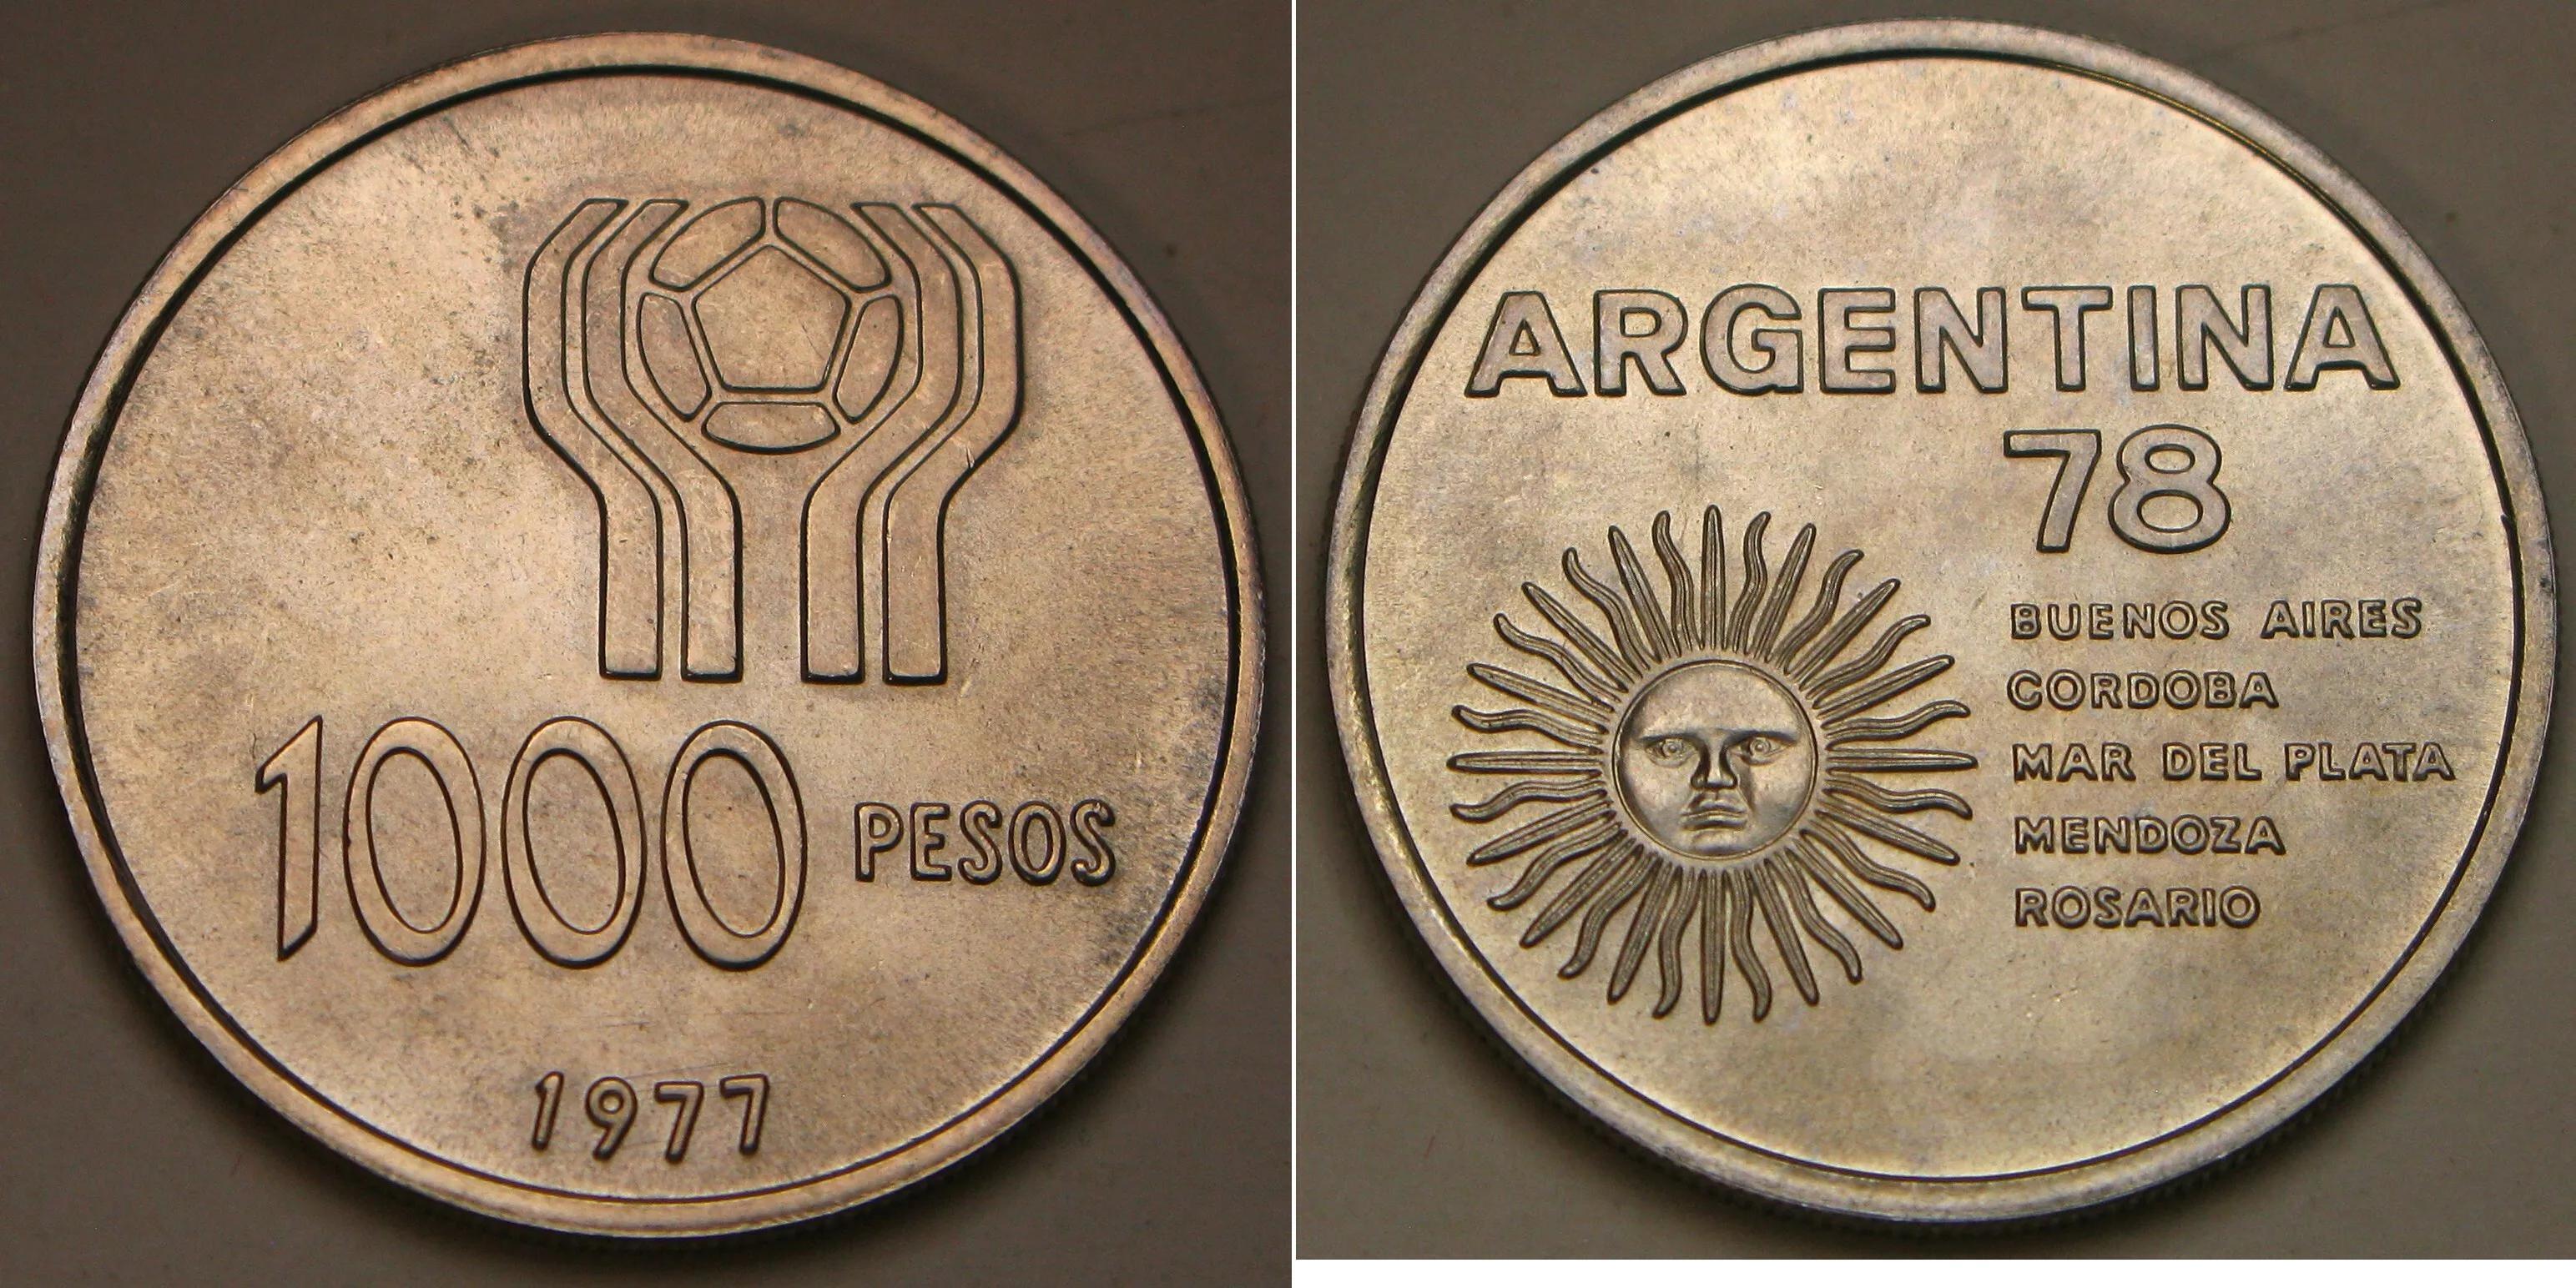 1000 PESOS
1977
ARGENTINA
78
BUENOS AIRES
CORDOBA
MAR DEL PLATA
MENDOZA
ROSARIO